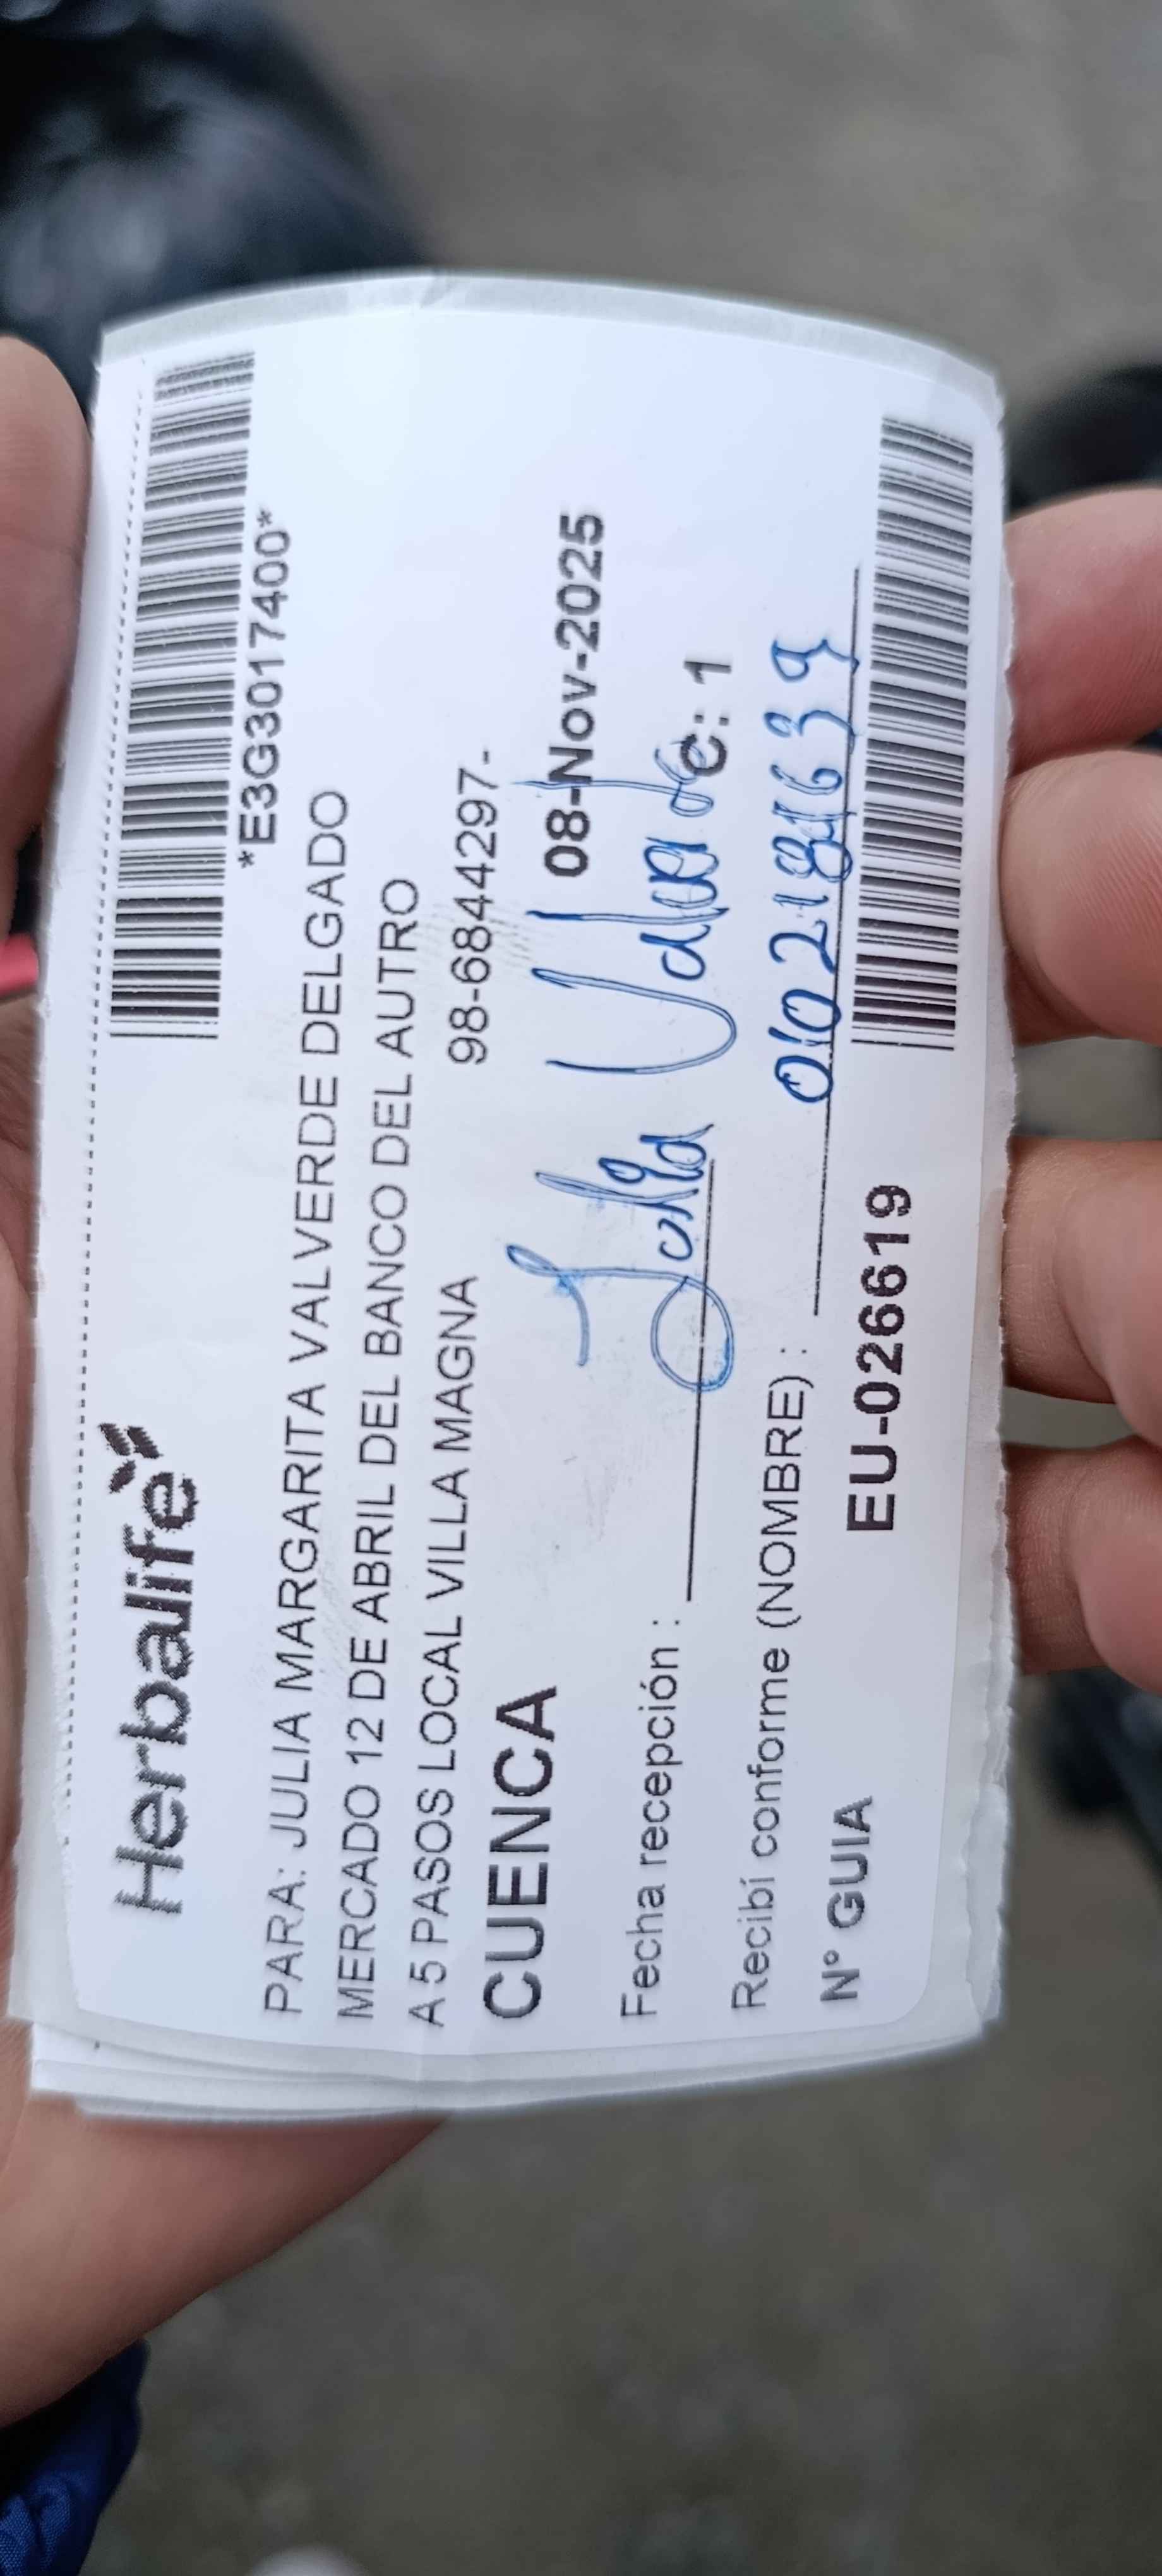 Herbalife
*E3G3017400*
PARA: JULIA MARGARITA VALVERDE DELGADO
MERCADO 12 DE ABRIL DEL BANCO DEL AUTRO
A 5 PASOS LOCAL VILLA MAGNA 98-6844297-
CUENCA 08-Nov-2025
Julia Valverde
Fecha recepción : C: 1
Recibí conforme (NOMBRE) :
Nº GUIA EU-026619